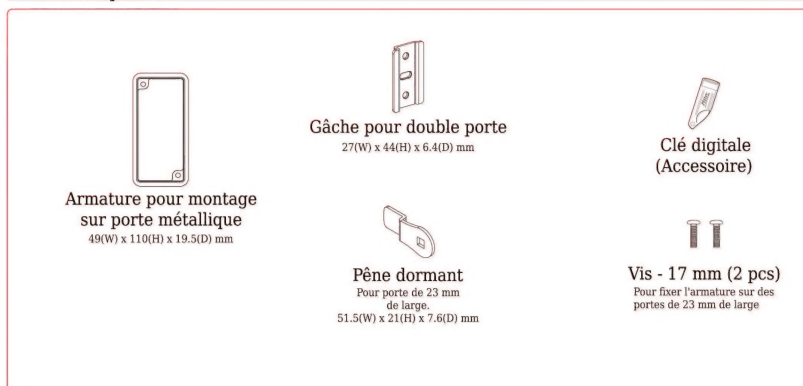 Gâche pour double porte
27(W) x 44(H) x 6.4(D) mm
Clé digitale
(Accessoire)
Armature pour montage
sur porte métallique
49(W) x 110(H) x 19.5(D) mm
Pêne dormant
Pour porte de 23 mm
de large.
51.5(W) x 21(H) x 7.6(D) mm
Vis - 17 mm (2 pcs)
Pour fixer l'armature sur des
portes de 23 mm de large